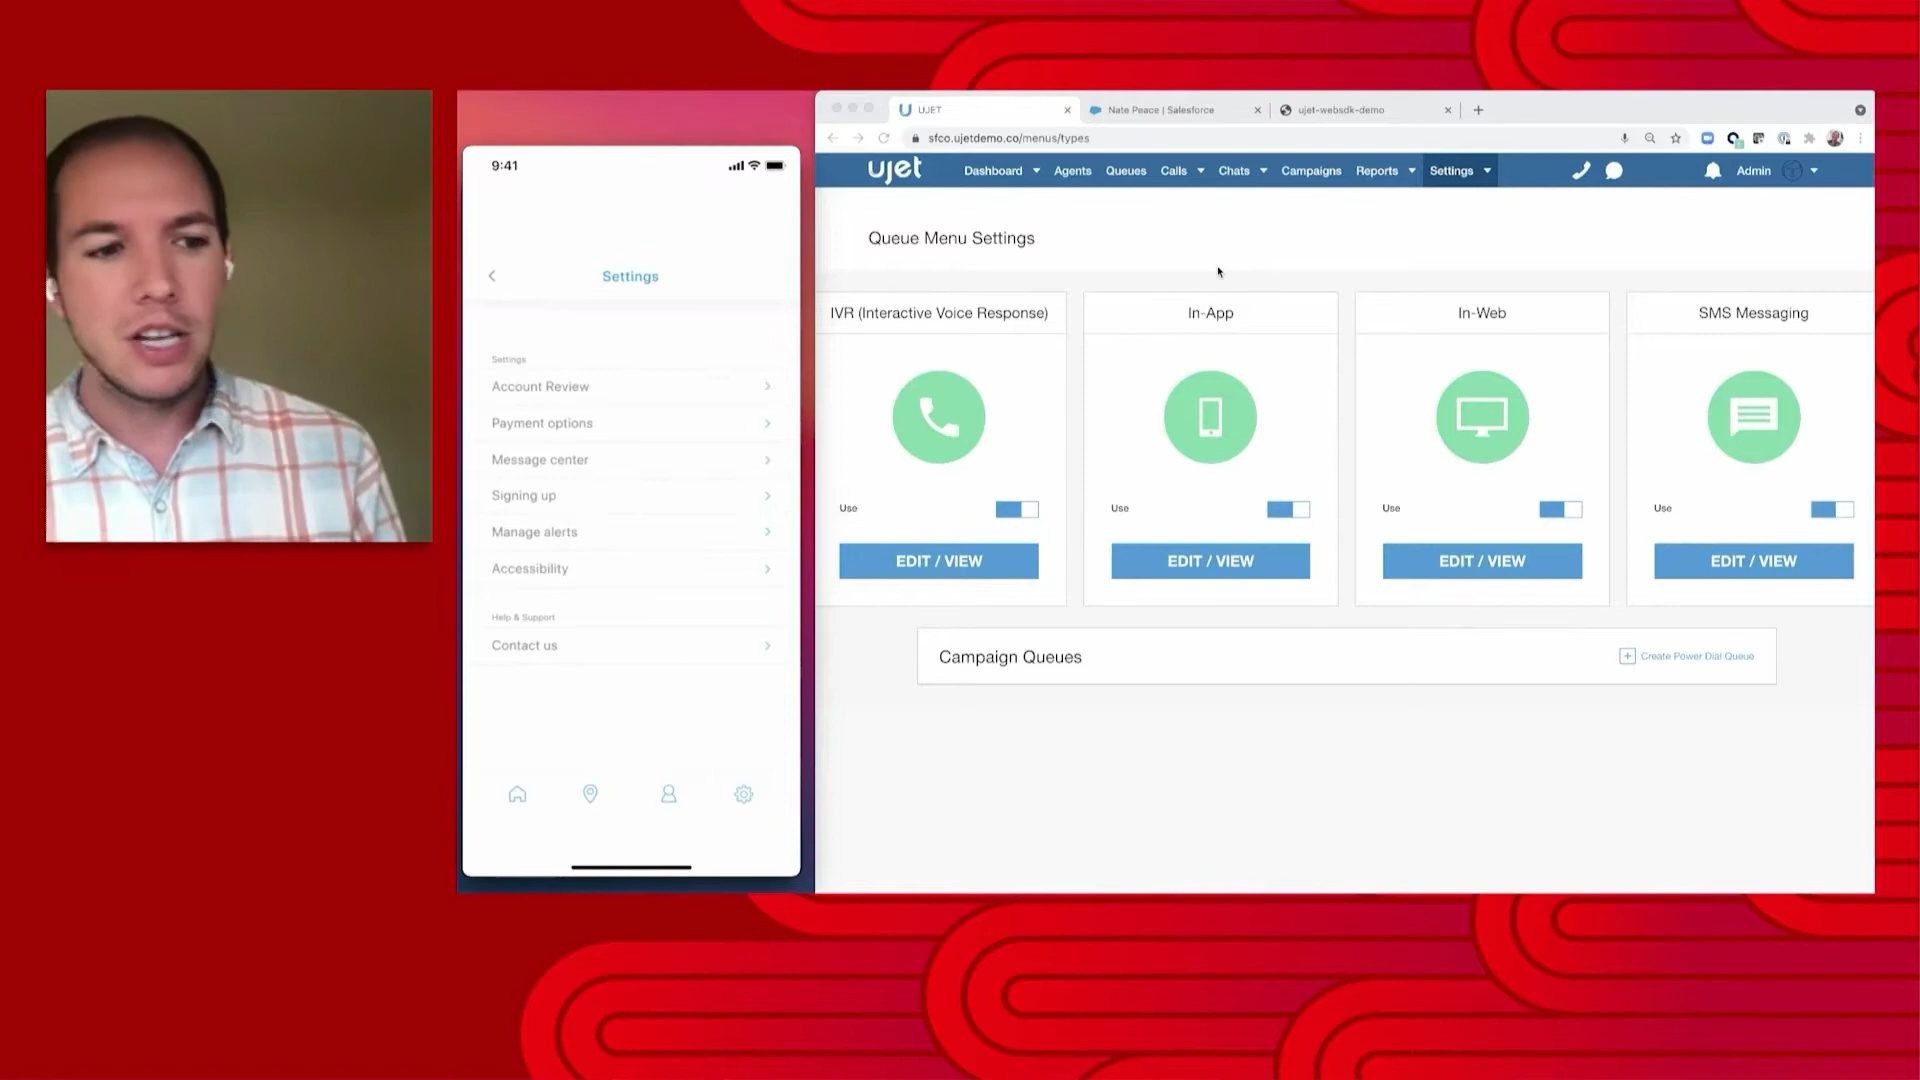 9:41
Settings
Settings
Account Review
Payment options
Message center
Signing up
Manage alerts
Accessibility
Help & Support
Contact us
UJET
Nate Peace | Salesforce
ujet-websdk-demo
sfco.ujetdemo.co/menus/types
ujet
Dashboard Agents Queues Calls Chats Campaigns Reports Settings Admin
Queue Menu Settings
IVR (Interactive Voice Response)
Use
EDIT / VIEW
In-App
Use
EDIT / VIEW
In-Web
Use
EDIT / VIEW
SMS Messaging
Use
EDIT / VIEW
Campaign Queues
Create Power Dial Queue